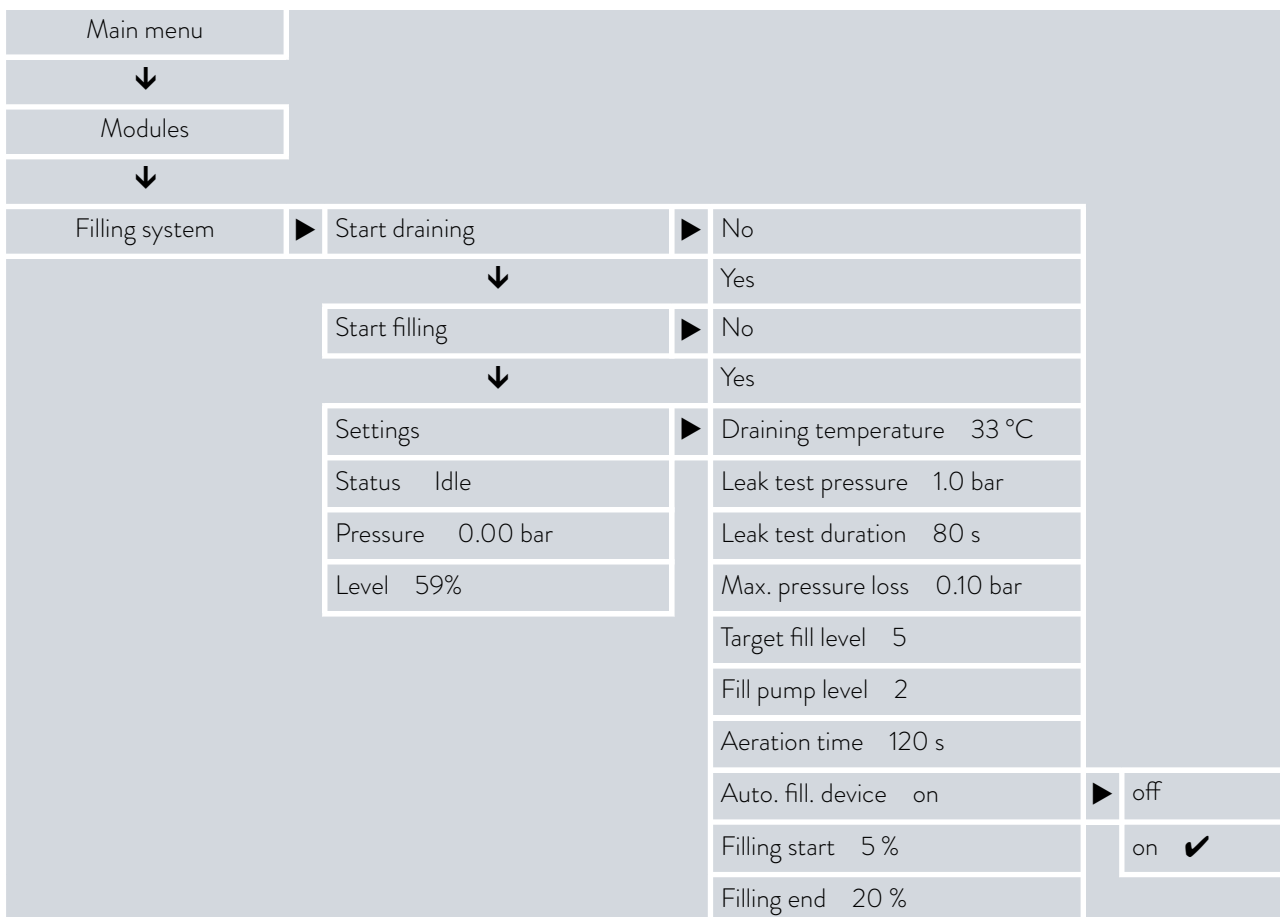 Main menu
Modules
Filling system Start draining No
Yes
Start filling No
Yes
Settings Draining temperature 33 °C
Status Idle Leak test pressure 1.0 bar
Pressure 0.00 bar Leak test duration 80 s
Level 59% Max. pressure loss 0.10 bar
Target fill level 5
Fill pump level 2
Aeration time 120 s
Auto. fill. device on off
Filling start 5 % on ✔
Filling end 20 %